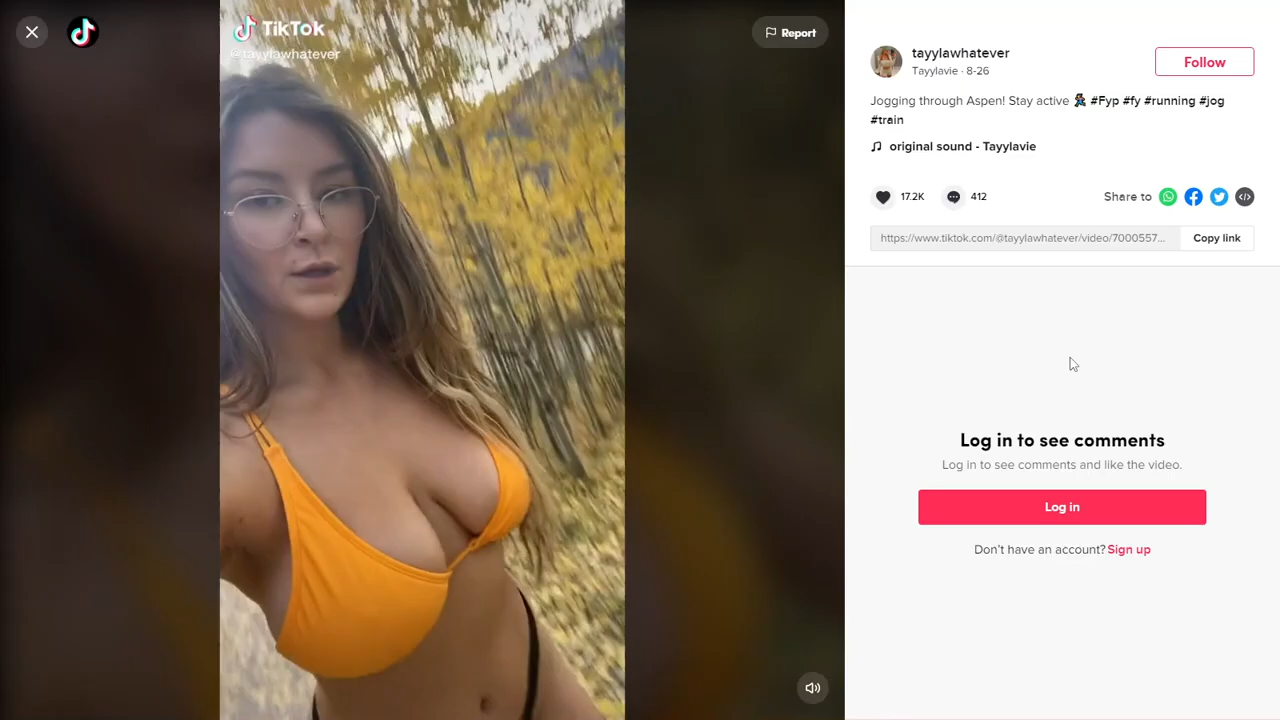 TikTok
@tayylawhatever
Report
tayylawhatever
Tayylavie · 8-26
Follow
Jogging through Aspen! Stay active #Fyp #fy #running #jog
#train
original sound - Tayylavie
17.2K
412
Share to
https://www.tiktok.com/@tayylawhatever/video/7000557...
Copy link
Log in to see comments
Log in to see comments and like the video.
Log in
Don't have an account? Sign up